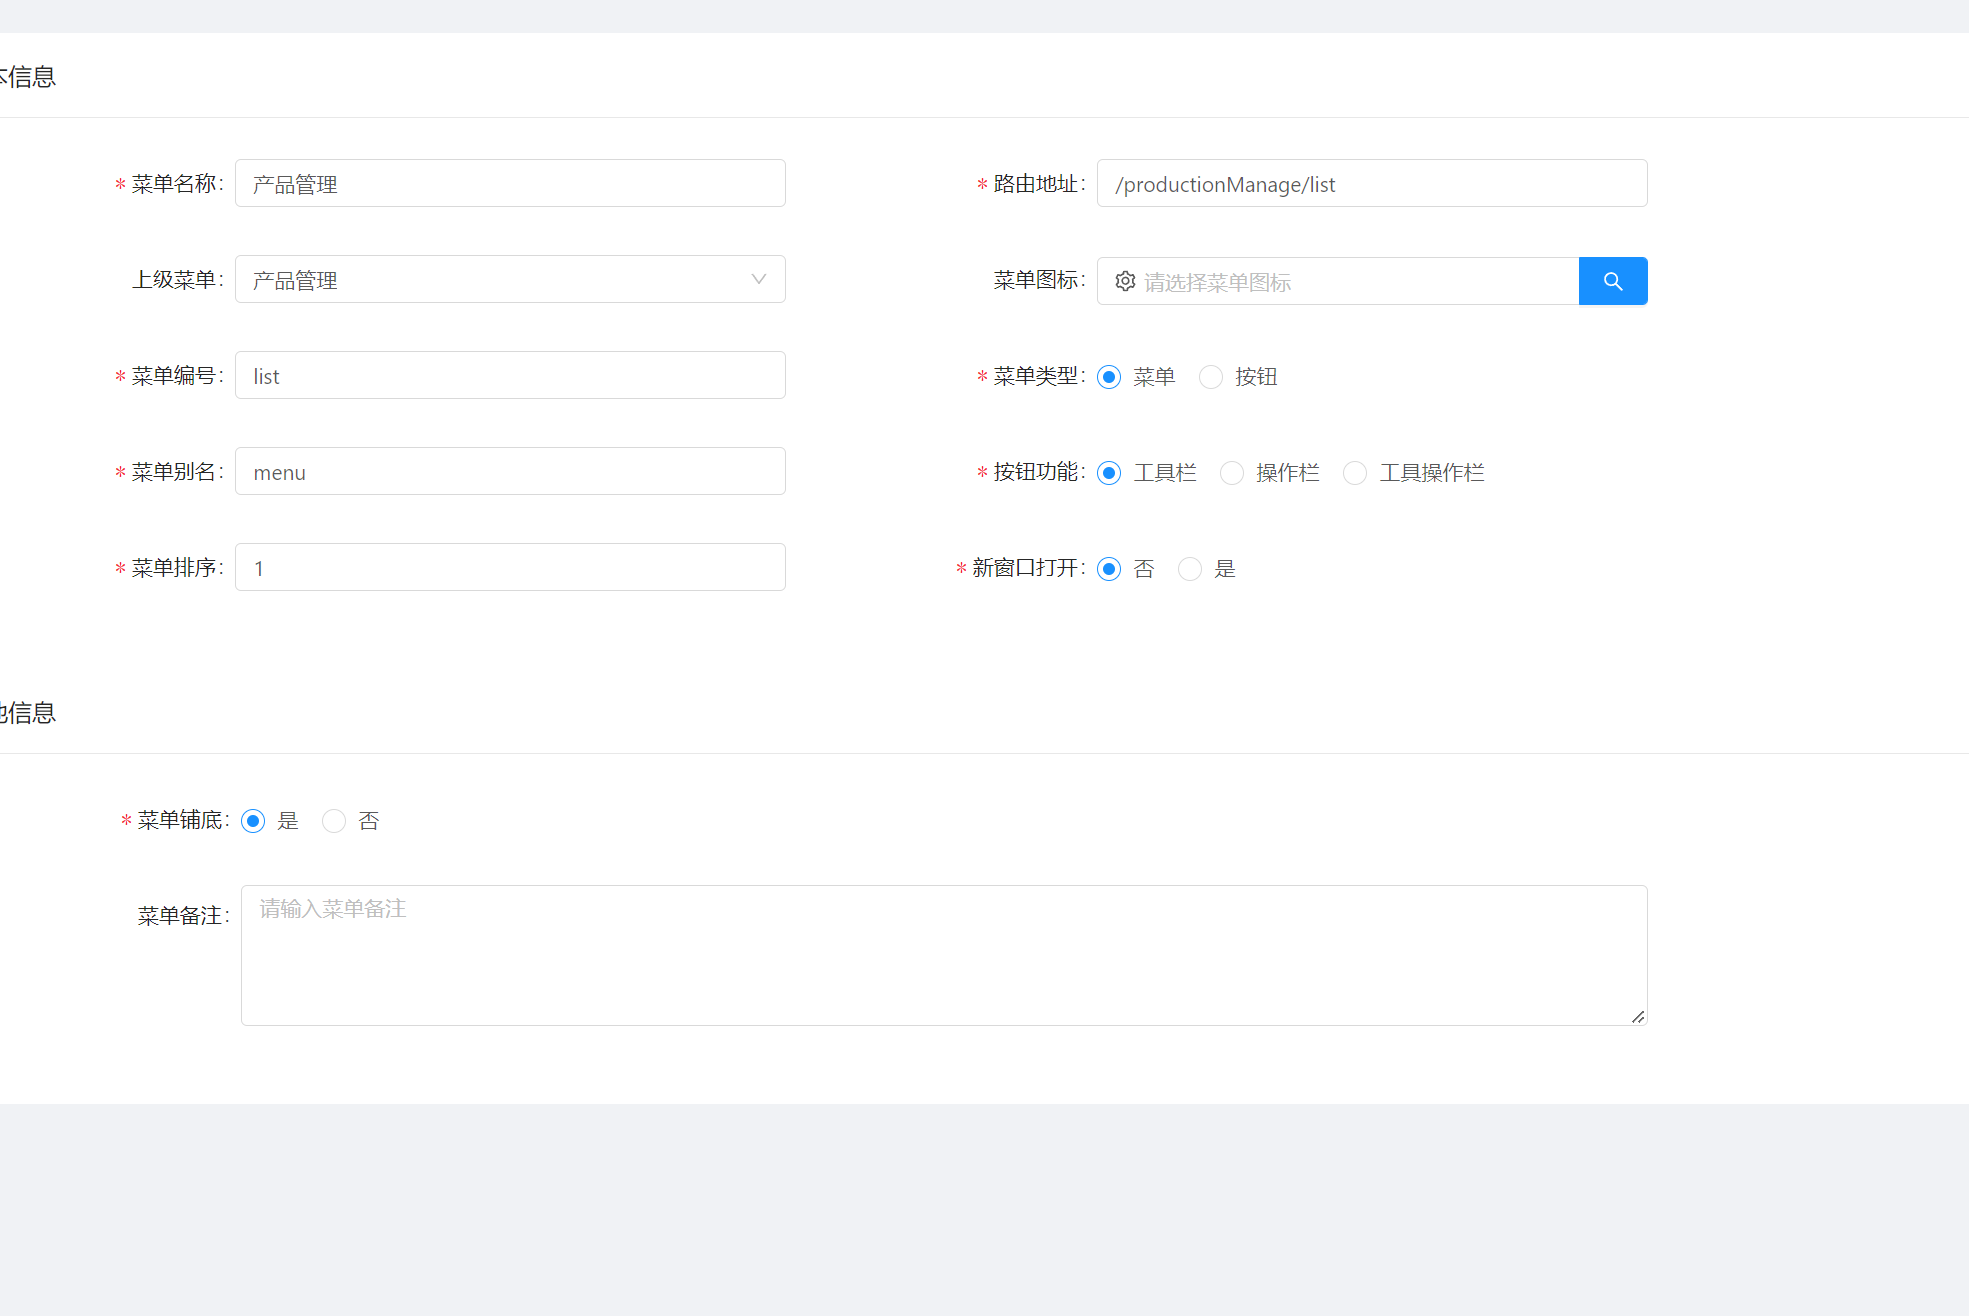 本信息
* 菜单名称: 产品管理
* 路由地址: /productionManage/list
上级菜单: 产品管理
菜单图标: 请选择菜单图标
* 菜单编号: list
* 菜单类型: 菜单 按钮
* 菜单别名: menu
* 按钮功能: 工具栏 操作栏 工具操作栏
* 菜单排序: 1
* 新窗口打开: 否 是
他信息
* 菜单铺底: 是 否
菜单备注: 请输入菜单备注